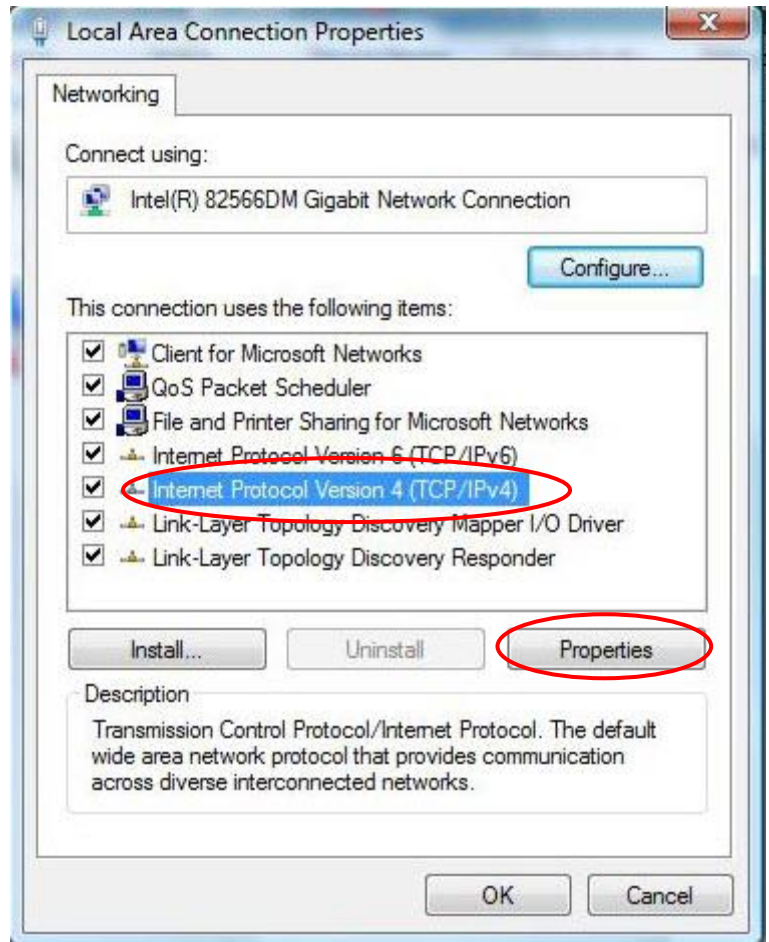 Local Area Connection Properties
Networking
Connect using:
Intel(R) 82566DM Gigabit Network Connection
Configure...
This connection uses the following items:
Client for Microsoft Networks
QoS Packet Scheduler
File and Printer Sharing for Microsoft Networks
Internet Protocol Version 6 (TCP/IPv6)
Internet Protocol Version 4 (TCP/IPv4)
Link-Layer Topology Discovery Mapper I/O Driver
Link-Layer Topology Discovery Responder
Install... Uninstall Properties
Description
Transmission Control Protocol/Internet Protocol. The default
wide area network protocol that provides communication
across diverse interconnected networks.
OK Cancel